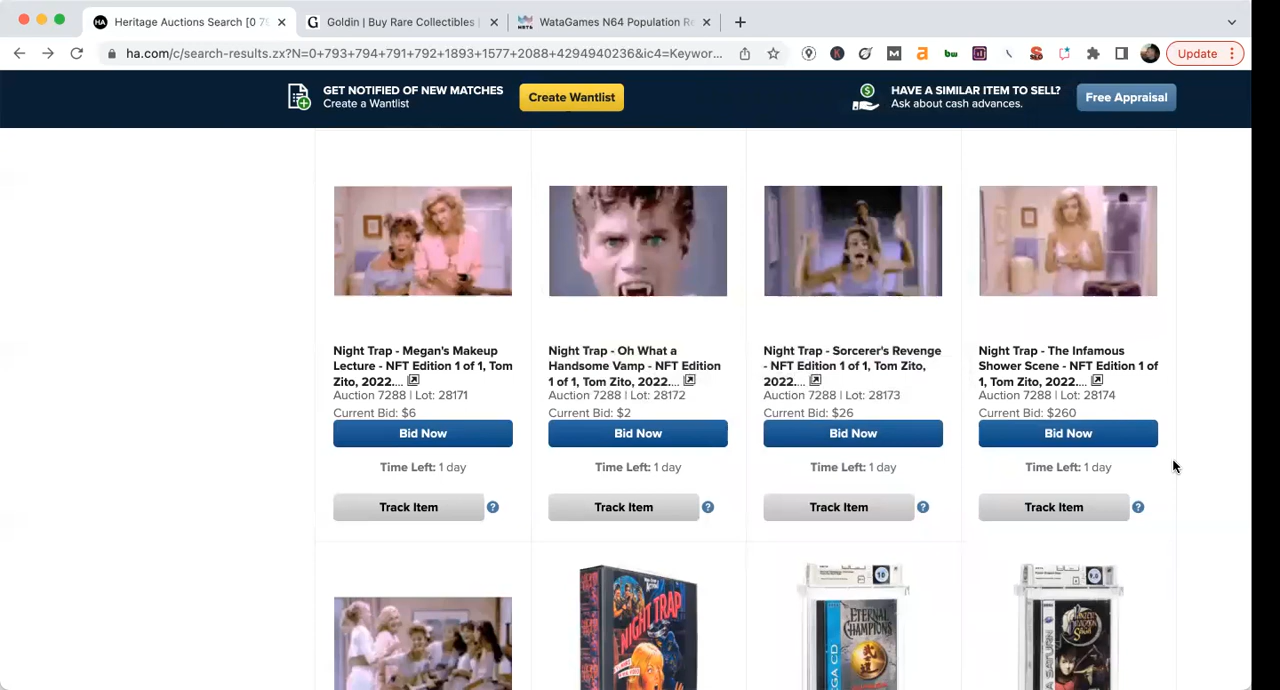 Heritage Auctions Search [0 79
Goldin | Buy Rare Collectibles |
WataGames N64 Population Re
ha.com/c/search-results.zx?N=0+793+794+791+792+1893+1577+2088+4294940236&ic4=Keywor...
Update
GET NOTIFIED OF NEW MATCHES
Create a Wantlist
Create Wantlist
HAVE A SIMILAR ITEM TO SELL?
Ask about cash advances.
Free Appraisal
Night Trap - Megan's Makeup
Lecture - NFT Edition 1 of 1, Tom
Zito, 2022....
Auction 7288 | Lot: 28171
Current Bid: $6
Bid Now
Time Left: 1 day
Track Item
Night Trap - Oh What a
Handsome Vamp - NFT Edition
1 of 1, Tom Zito, 2022....
Auction 7288 | Lot: 28172
Current Bid: $2
Bid Now
Time Left: 1 day
Track Item
Night Trap - Sorcerer's Revenge
- NFT Edition 1 of 1, Tom Zito,
2022....
Auction 7288 | Lot: 28173
Current Bid: $26
Bid Now
Time Left: 1 day
Track Item
Night Trap - The Infamous
Shower Scene - NFT Edition 1 of
1, Tom Zito, 2022....
Auction 7288 | Lot: 28174
Current Bid: $260
Bid Now
Time Left: 1 day
Track Item
NIGHT TRAP
ETERNAL
CHAMPIONS
SEGA CD